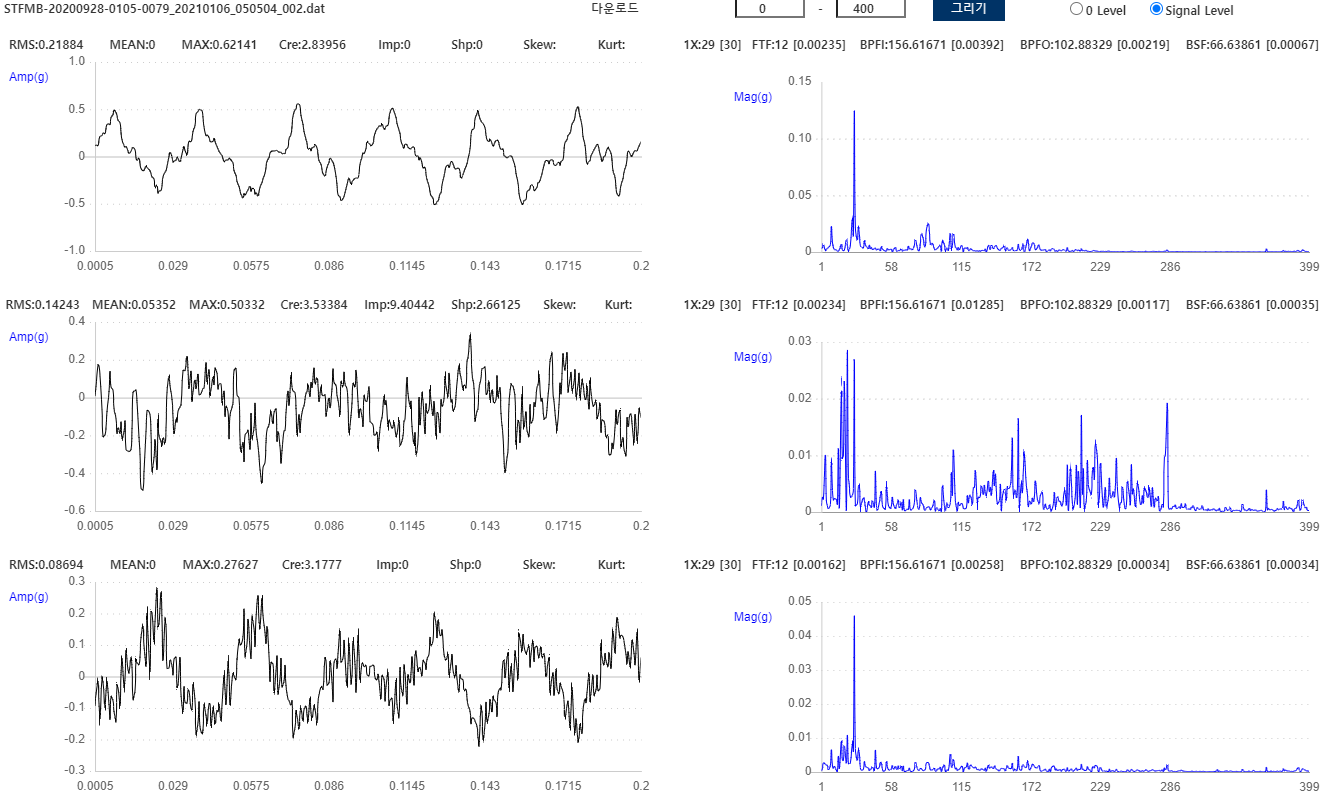 STFMB-20200928-0105-0079_20210106_050504_002.dat 다운로드 0 - 400 그리기 0 Level Signal Level
RMS:0.21884 MEAN:0 MAX:0.62141 Cre:2.83956 Imp:0 Shp:0 Skew: Kurt: 1X:29 [30] FTF:12 [0.00235] BPFI:156.61671 [0.00392] BPFO:102.88329 [0.00219] BSF:66.63861 [0.00067]
Amp(g)
1.0
0.5
0
-0.5
-1.0
0.0005 0.029 0.0575 0.086 0.1145 0.143 0.1715 0.2
Mag(g)
0.15
0.10
0.05
0
1 58 115 172 229 286 399
RMS:0.14243 MEAN:0.05352 MAX:0.50332 Cre:3.53384 Imp:9.40442 Shp:2.66125 Skew: Kurt: 1X:29 [30] FTF:12 [0.00234] BPFI:156.61671 [0.01285] BPFO:102.88329 [0.00117] BSF:66.63861 [0.00035]
Amp(g)
0.4
0.2
0
-0.2
-0.4
-0.6
0.0005 0.029 0.0575 0.086 0.1145 0.143 0.1715 0.2
Mag(g)
0.03
0.02
0.01
0
1 58 115 172 229 286 399
RMS:0.08694 MEAN:0 MAX:0.27627 Cre:3.1777 Imp:0 Shp:0 Skew: Kurt: 1X:29 [30] FTF:12 [0.00162] BPFI:156.61671 [0.00258] BPFO:102.88329 [0.00034] BSF:66.63861 [0.00034]
Amp(g)
0.3
0.2
0.1
0
-0.1
-0.2
-0.3
0.0005 0.029 0.0575 0.086 0.1145 0.143 0.1715 0.2
Mag(g)
0.05
0.04
0.03
0.02
0.01
0
1 58 115 172 229 286 399